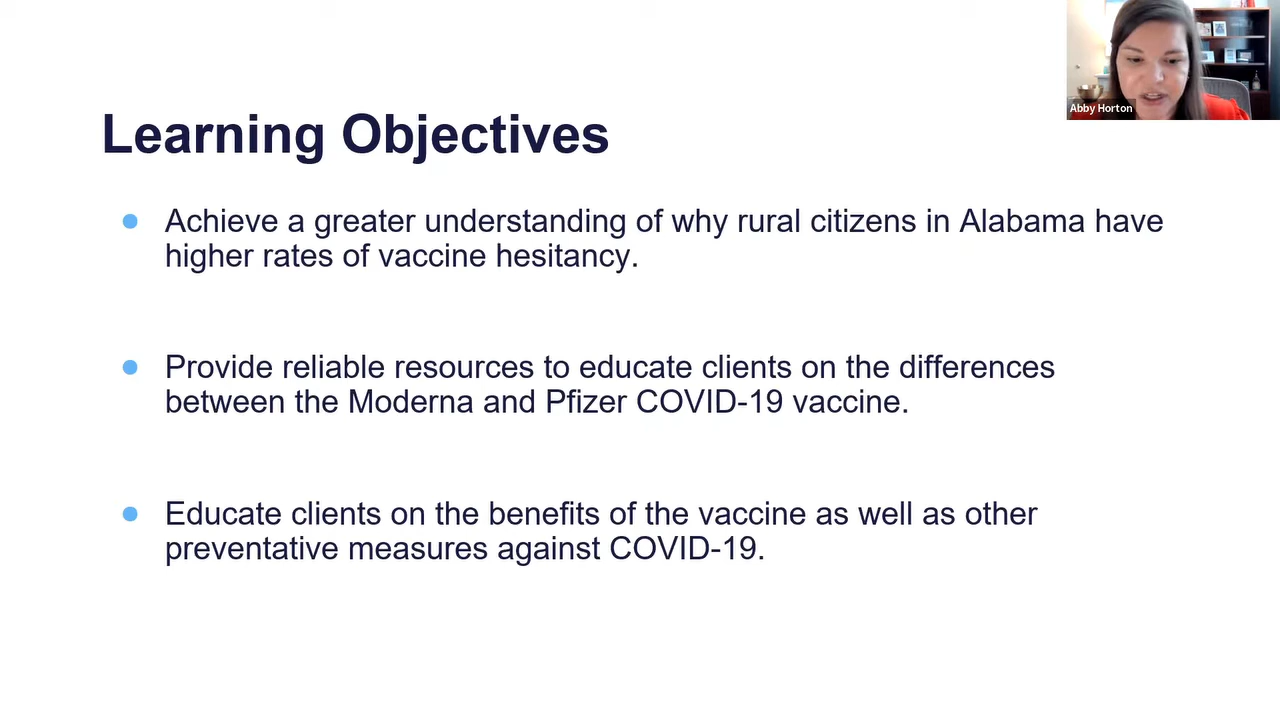 Abby Horton
Learning Objectives
● Achieve a greater understanding of why rural citizens in Alabama have
higher rates of vaccine hesitancy.
● Provide reliable resources to educate clients on the differences
between the Moderna and Pfizer COVID-19 vaccine.
● Educate clients on the benefits of the vaccine as well as other
preventative measures against COVID-19.